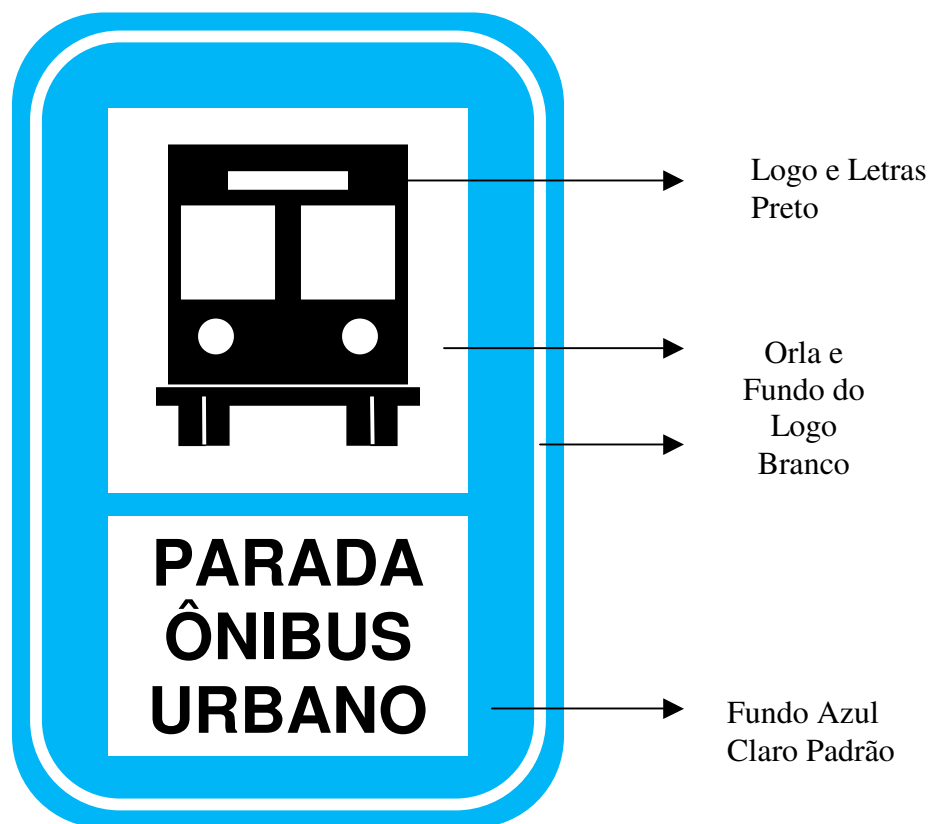 Logo e Letras
Preto
Orla e
Fundo do
Logo
Branco
PARADA
ÔNIBUS
URBANO
Fundo Azul
Claro Padrão